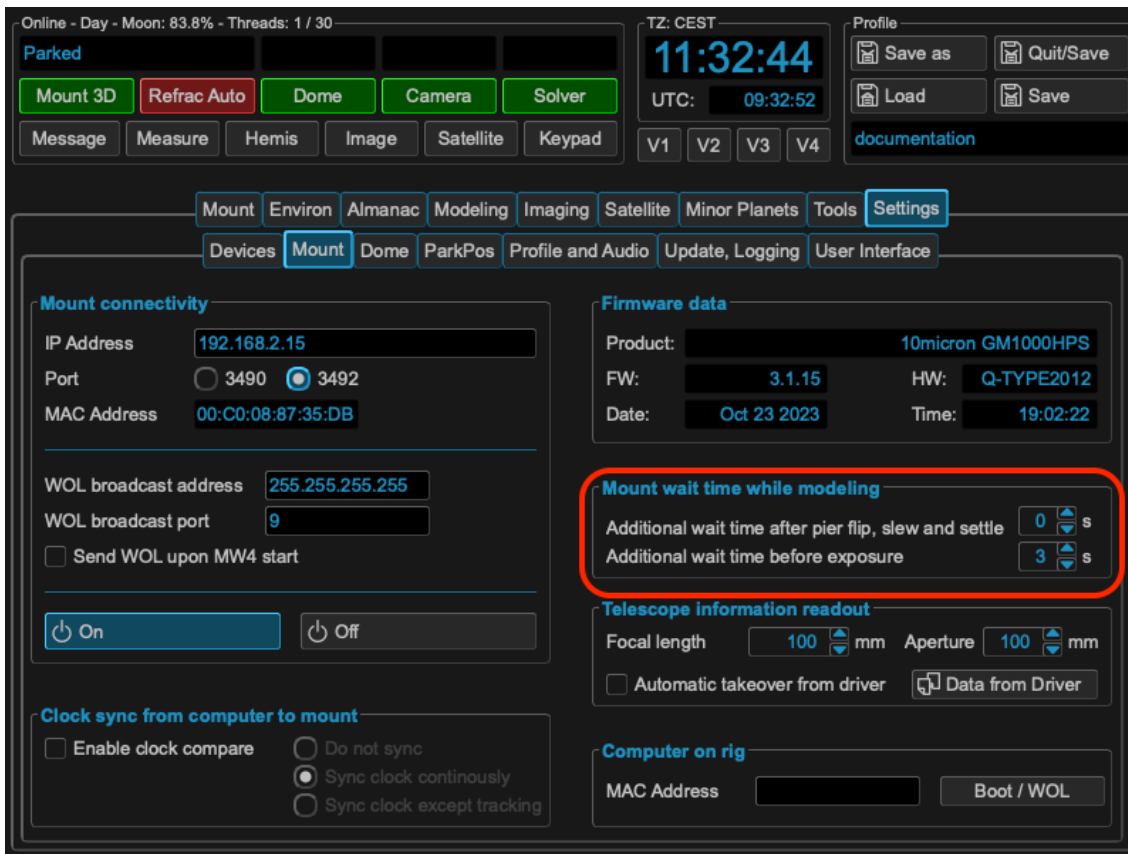 Online - Day - Moon: 83.8% - Threads: 1 / 30
Parked
Mount 3D Refrac Auto Dome Camera Solver
Message Measure Hemis Image Satellite Keypad
TZ: CEST
11:32:44
UTC: 09:32:52
V1 V2 V3 V4
Profile
Save as Quit/Save
Load Save
documentation
Mount Environ Almanac Modeling Imaging Satellite Minor Planets Tools Settings
Devices Mount Dome ParkPos Profile and Audio Update, Logging User Interface
Mount connectivity
IP Address 192.168.2.15
Port 3490 3492
MAC Address 00:C0:08:87:35:DB
WOL broadcast address 255.255.255.255
WOL broadcast port 9
Send WOL upon MW4 start
On Off
Clock sync from computer to mount
Enable clock compare Do not sync
Sync clock continously
Sync clock except tracking
Firmware data
Product: 10micron GM1000HPS
FW: 3.1.15 HW: Q-TYPE2012
Date: Oct 23 2023 Time: 19:02:22
Mount wait time while modeling
Additional wait time after pier flip, slew and settle 0 s
Additional wait time before exposure 3 s
Telescope information readout
Focal length 100 mm Aperture 100 mm
Automatic takeover from driver Data from Driver
Computer on rig
MAC Address Boot / WOL